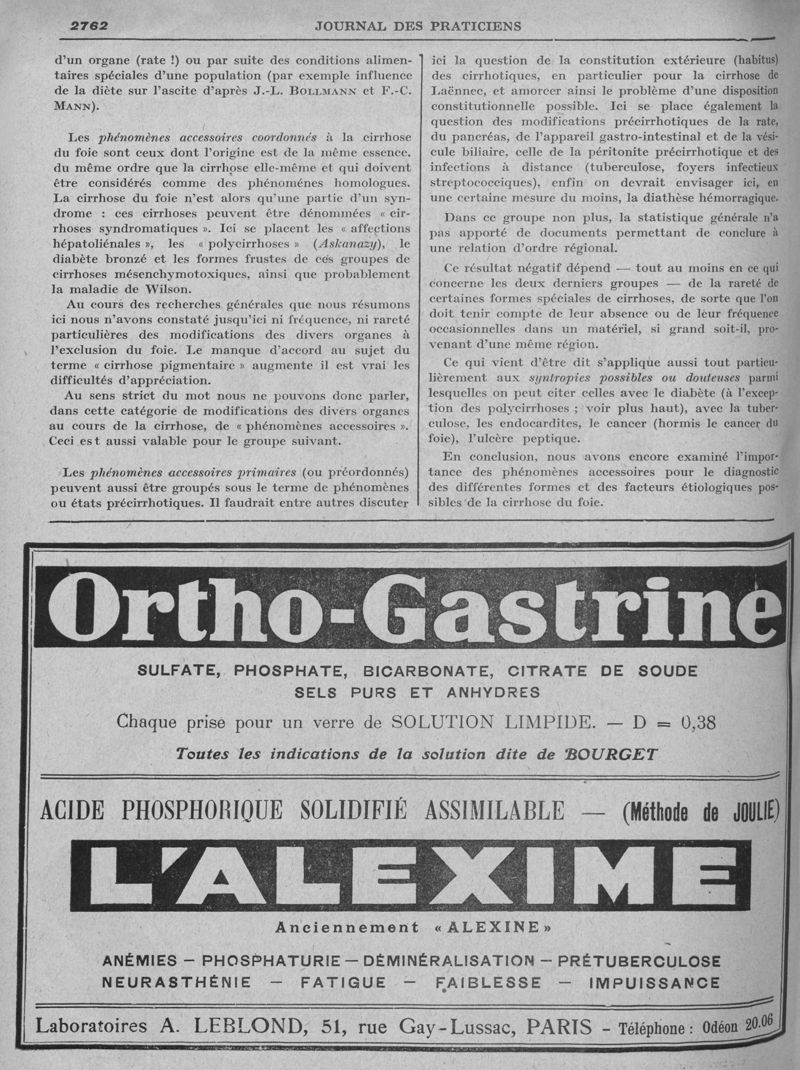 2762 JOURNAL DES PRATICIENS
d'un organe (rate !) ou par suite des conditions alimen-
taires spéciales d'une population (par exemple influence
de la diète sur l'ascite d'après J.-L. BOLLMANN et F.-C.
MANN).
Les phénomènes accessoires coordonnés à la cirrhose
du foie sont ceux dont l'origine est de la même essence,
du même ordre que la cirrhose elle-même et qui doivent
être considérés comme des phénoménes homologues.
La cirrhose du foie n'est alors qu'une partie d'un syn-
drome : ces cirrhoses peuvent être dénommées « cir-
rhoses syndromatiques ». Ici se placent les « affections
hépatoliénales », les « polycirrhoses » (Askanazy), le
diabète bronzé et les formes frustes de cés groupes de
cirrhoses mésenchymotoxiques, ainsi que probablement
la maladie de Wilson.
Au cours des recherches générales que nous résumons
ici nous n'avons constaté jusqu'ici ni fréquence, ni rareté
particulières des modifications des divers organes à
l'exclusion du foie. Le manque d'accord au sujet du
terme « cirrhose pigmentaire » augmente il est vrai les
difficultés d'appréciation.
Au sens strict du mot nous ne pouvons donc parler,
dans cette catégorie de modifications des divers organes
au cours de la cirrhose, de « phénomènes accessoires ».
Ceci est aussi valable pour le groupe suivant.
Les phénomènes accessoires primaires (ou préordonnés)
peuvent aussi être groupés sous le terme de phénomènes
ou états précirrhotiques. Il faudrait entre autres discuter
ici la question de la constitution extérieure (habitus)
des cirrhotiques, en particulier pour la cirrhose de
Laënnec, et amorcer ainsi le problème d'une disposition
constitutionnelle possible. Ici se place également la
question des modifications précirrhotiques de la rate,
du pancréas, de l'appareil gastro-intestinal et de la vési-
cule biliaire, celle de la péritonite précirrhotique et des
infections à distance (tuberculose, foyers infectieux
streptococciques), enfin on devrait envisager ici, en
une certaine mesure du moins, la diathèse hémorragique.
Dans ce groupe non plus, la statistique générale n'a
pas apporté de documents permettant de conclure à
une relation d'ordre régional.
Ce résultat négatif dépend — tout au moins en ce qui
concerne les deux derniers groupes — de la rareté de
certaines formes spéciales de cirrhoses, de sorte que l'on
doit tenir compte de leur absence ou de leur fréquence
occasionnelles dans un matériel, si grand soit-il, pro-
venant d'une même région.
Ce qui vient d'être dit s'applique aussi tout particu-
lièrement aux syntropies possibles ou douteuses parmi
lesquelles on peut citer celles avec le diabète (à l'excep-
tion des polycirrhoses ; voir plus haut), avec la tuber-
culose, les endocardites, le cancer (hormis le cancer du
foie), l'ulcère peptique.
En conclusion, nous avons encore examiné l'impor-
tance des phénomènes accessoires pour le diagnostic
des différentes formes et des facteurs étiologiques pos-
sibles de la cirrhose du foie.
Ortho-Gastrine
SULFATE, PHOSPHATE, BICARBONATE, CITRATE DE SOUDE
SELS PURS ET ANHYDRES
Chaque prise pour un verre de SOLUTION LIMPIDE. — D = 0,38
Toutes les indications de la solution dite de BOURGET
ACIDE PHOSPHORIQUE SOLIDIFIÉ ASSIMILABLE — (Méthode de JOULIE)
L'ALEXIME
Anciennement « ALEXINE »
ANÉMIES — PHOSPHATURIE — DÉMINÉRALISATION — PRÉTUBERCULOSE
NEURASTHÉNIE — FATIGUE — FAIBLESSE — IMPUISSANCE
Laboratoires A. LEBLOND, 51, rue Gay-Lussac, PARIS - Téléphone : Odéon 20.06